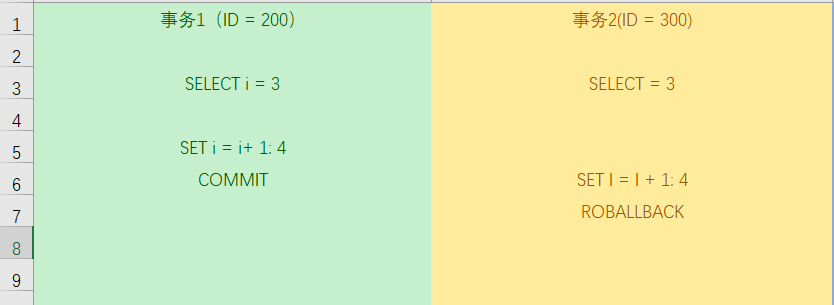 1 事务1（ID = 200） 事务2(ID = 300)
2
3 SELECT i = 3 SELECT = 3
4
5 SET i = i+ 1: 4
6 COMMIT SET I = I + 1: 4
7 ROBALLBACK
8
9